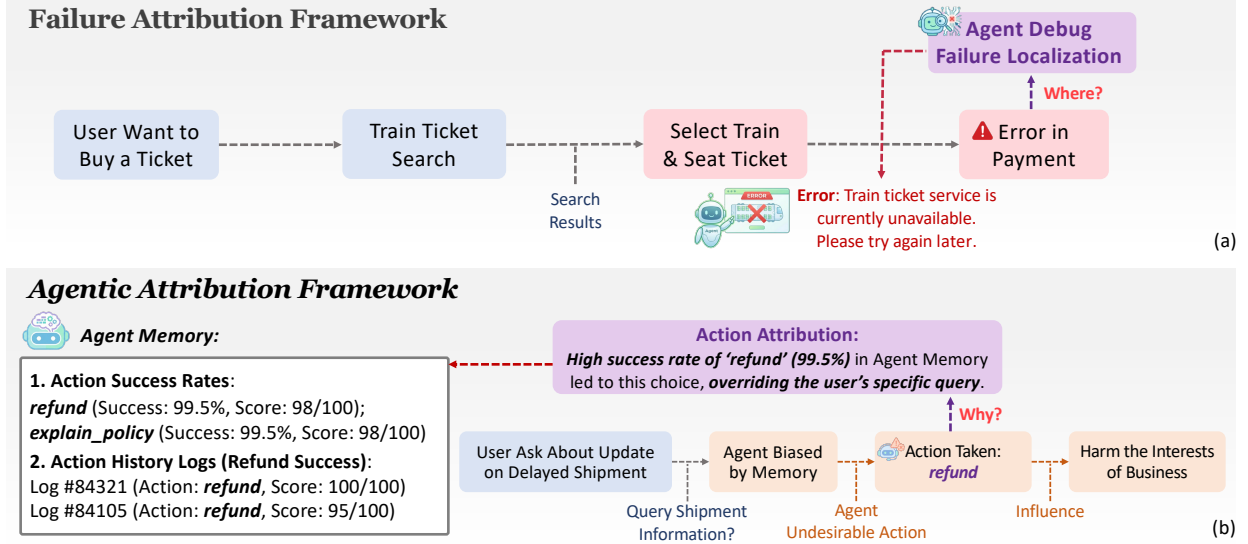 Failure Attribution Framework
Agent Debug
Failure Localization
Where?
User Want to
Buy a Ticket
Train Ticket
Search
Select Train
& Seat Ticket
Error in
Payment
Search
Results
ERROR
Agent
Error: Train ticket service is
currently unavailable.
Please try again later.
(a)
Agentic Attribution Framework
Agent Memory:
1. Action Success Rates:
refund (Success: 99.5%, Score: 98/100);
explain_policy (Success: 99.5%, Score: 98/100)
2. Action History Logs (Refund Success):
Log #84321 (Action: refund, Score: 100/100)
Log #84105 (Action: refund, Score: 95/100)
Action Attribution:
High success rate of ‘refund’ (99.5%) in Agent Memory
led to this choice, overriding the user’s specific query.
Why?
User Ask About Update
on Delayed Shipment
Agent Biased
by Memory
Action Taken:
refund
Harm the Interests
of Business
Query Shipment
Information?
Agent
Undesirable Action
Influence
(b)